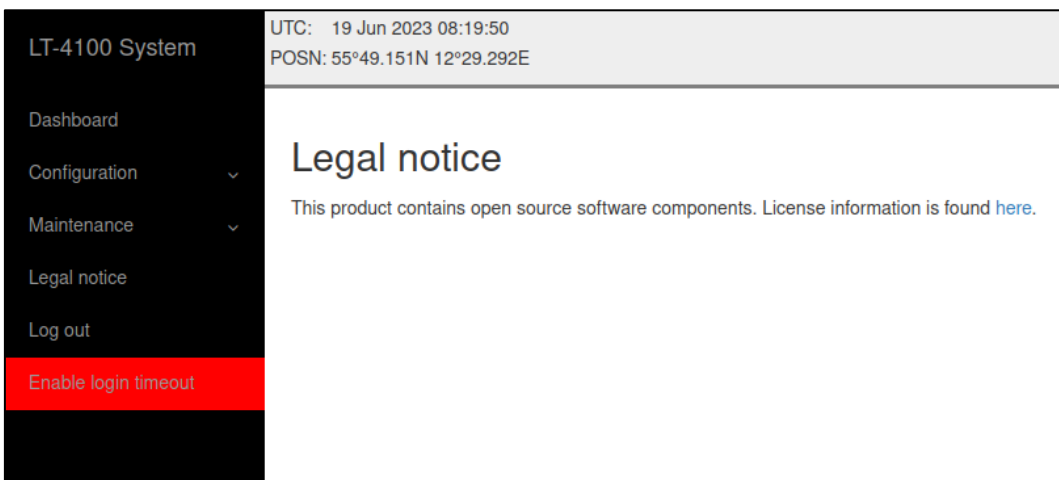 LT-4100 System
Dashboard
Configuration
Maintenance
Legal notice
Log out
Enable login timeout
UTC: 19 Jun 2023 08:19:50
POSN: 55°49.151N 12°29.292E
Legal notice
This product contains open source software components. License information is found here.